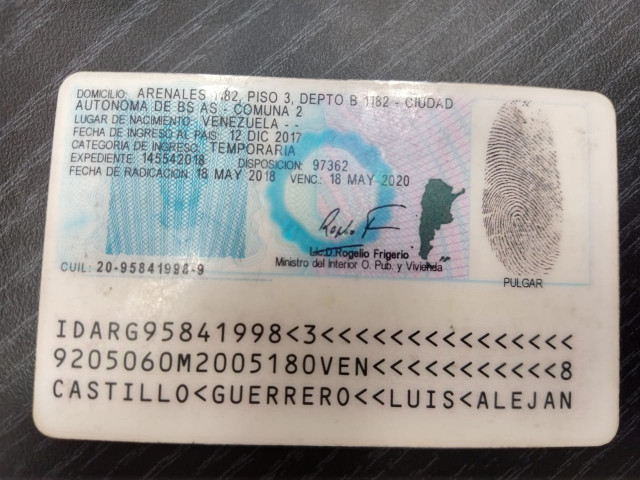 DOMICILIO: ARENALES 1182, PISO 3, DEPTO B 1182 - CIUDAD
AUTONOMA DE BS AS - COMUNA 2
LUGAR DE NACIMIENTO: VENEZUELA - -
FECHA DE INGRESO AL PAIS: 12 DIC 2017
CATEGORIA DE INGRESO: TEMPORARIA
EXPEDIENTE: 145542018 DISPOSICION: 97362
FECHA DE RADICACION: 18 MAY 2018 VENC.: 18 MAY 2020
Lic.D.Rogelio Frigerio
Ministro del Interior O. Pub. y Vivienda
CUIL: 20-95841998-9
PULGAR
IDARG95841998<3<<<<<<<<<<<<<<<
9205060M2005180VEN<<<<<<<<<<<8
CASTILLO<GUERRERO<<LUIS<ALEJAN